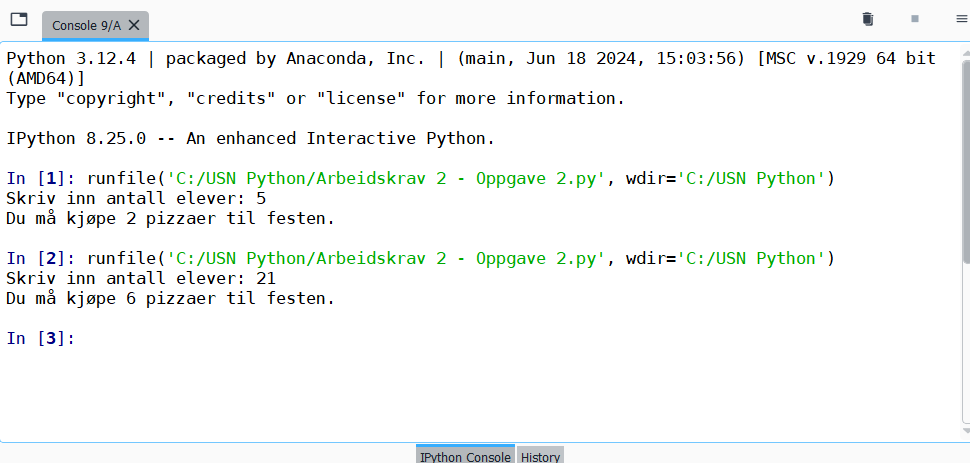 Console 9/A
Python 3.12.4 | packaged by Anaconda, Inc. | (main, Jun 18 2024, 15:03:56) [MSC v.1929 64 bit
(AMD64)]
Type "copyright", "credits" or "license" for more information.
IPython 8.25.0 -- An enhanced Interactive Python.
In [1]: runfile('C:/USN Python/Arbeidskrav 2 - Oppgave 2.py', wdir='C:/USN Python')
Skriv inn antall elever: 5
Du må kjøpe 2 pizzaer til festen.
In [2]: runfile('C:/USN Python/Arbeidskrav 2 - Oppgave 2.py', wdir='C:/USN Python')
Skriv inn antall elever: 21
Du må kjøpe 6 pizzaer til festen.
In [3]:
IPython Console History